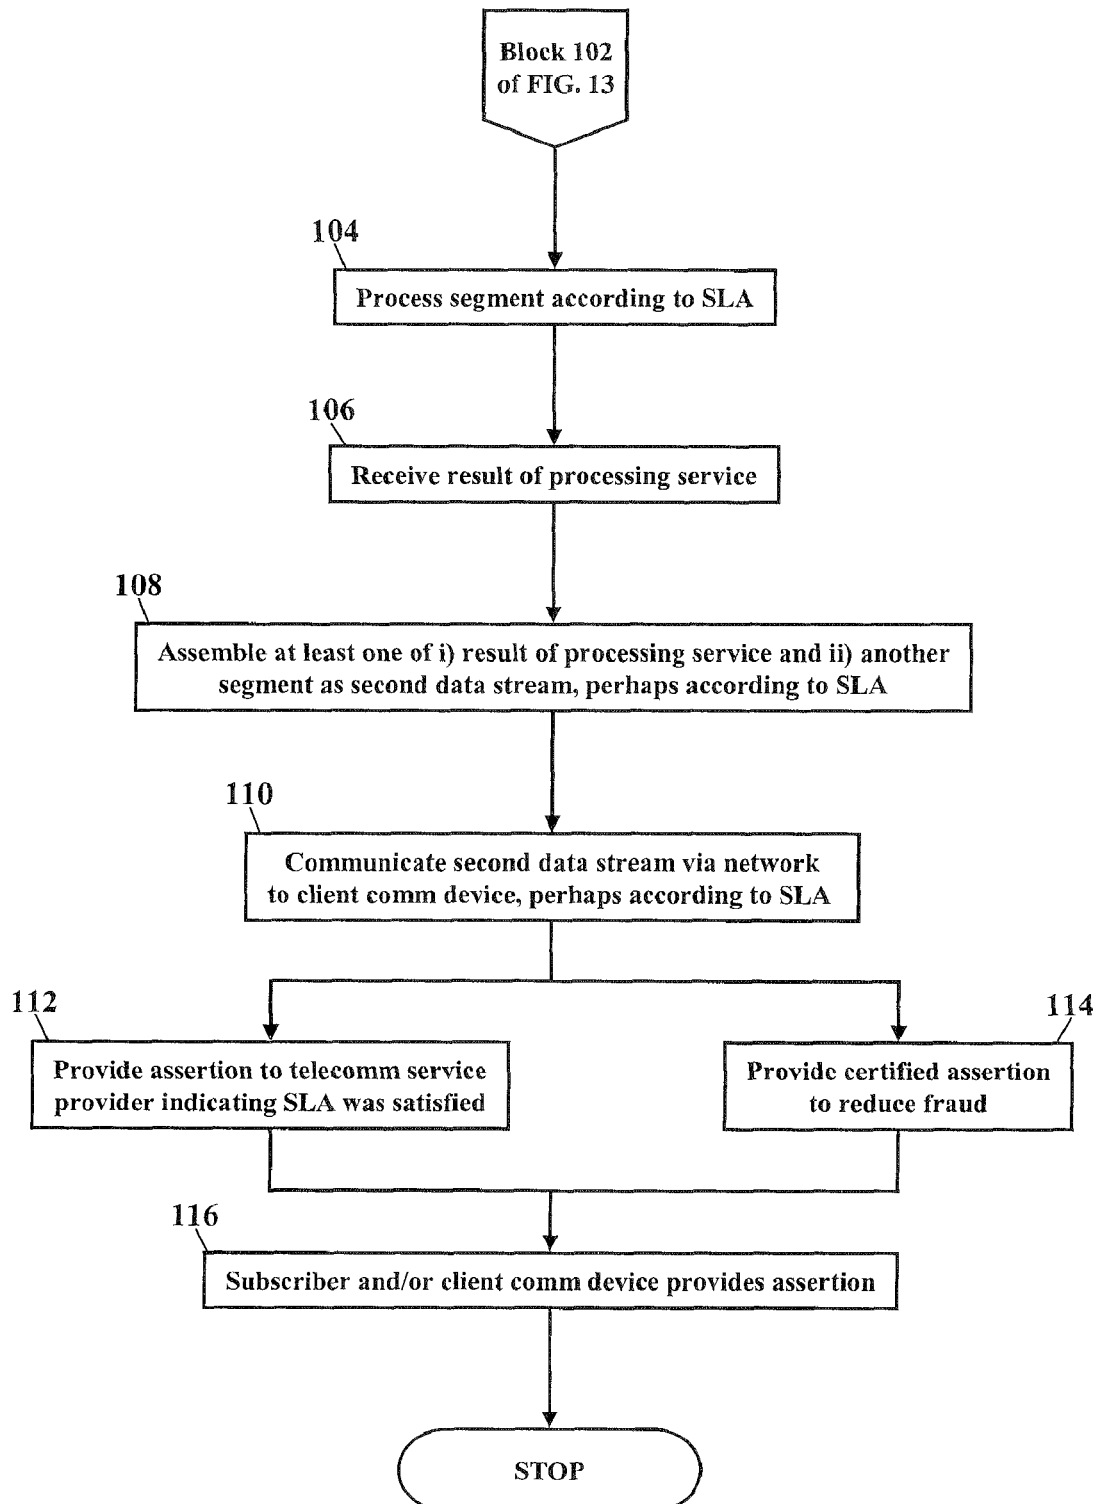 Block 102
of FIG. 13
104
Process segment according to SLA
106
Receive result of processing service
108
Assemble at least one of i) result of processing service and ii) another
segment as second data stream, perhaps according to SLA
110
Communicate second data stream via network
to client comm device, perhaps according to SLA
112
Provide assertion to telecomm service
provider indicating SLA was satisfied
114
Provide certified assertion
to reduce fraud
116
Subscriber and/or client comm device provides assertion
STOP